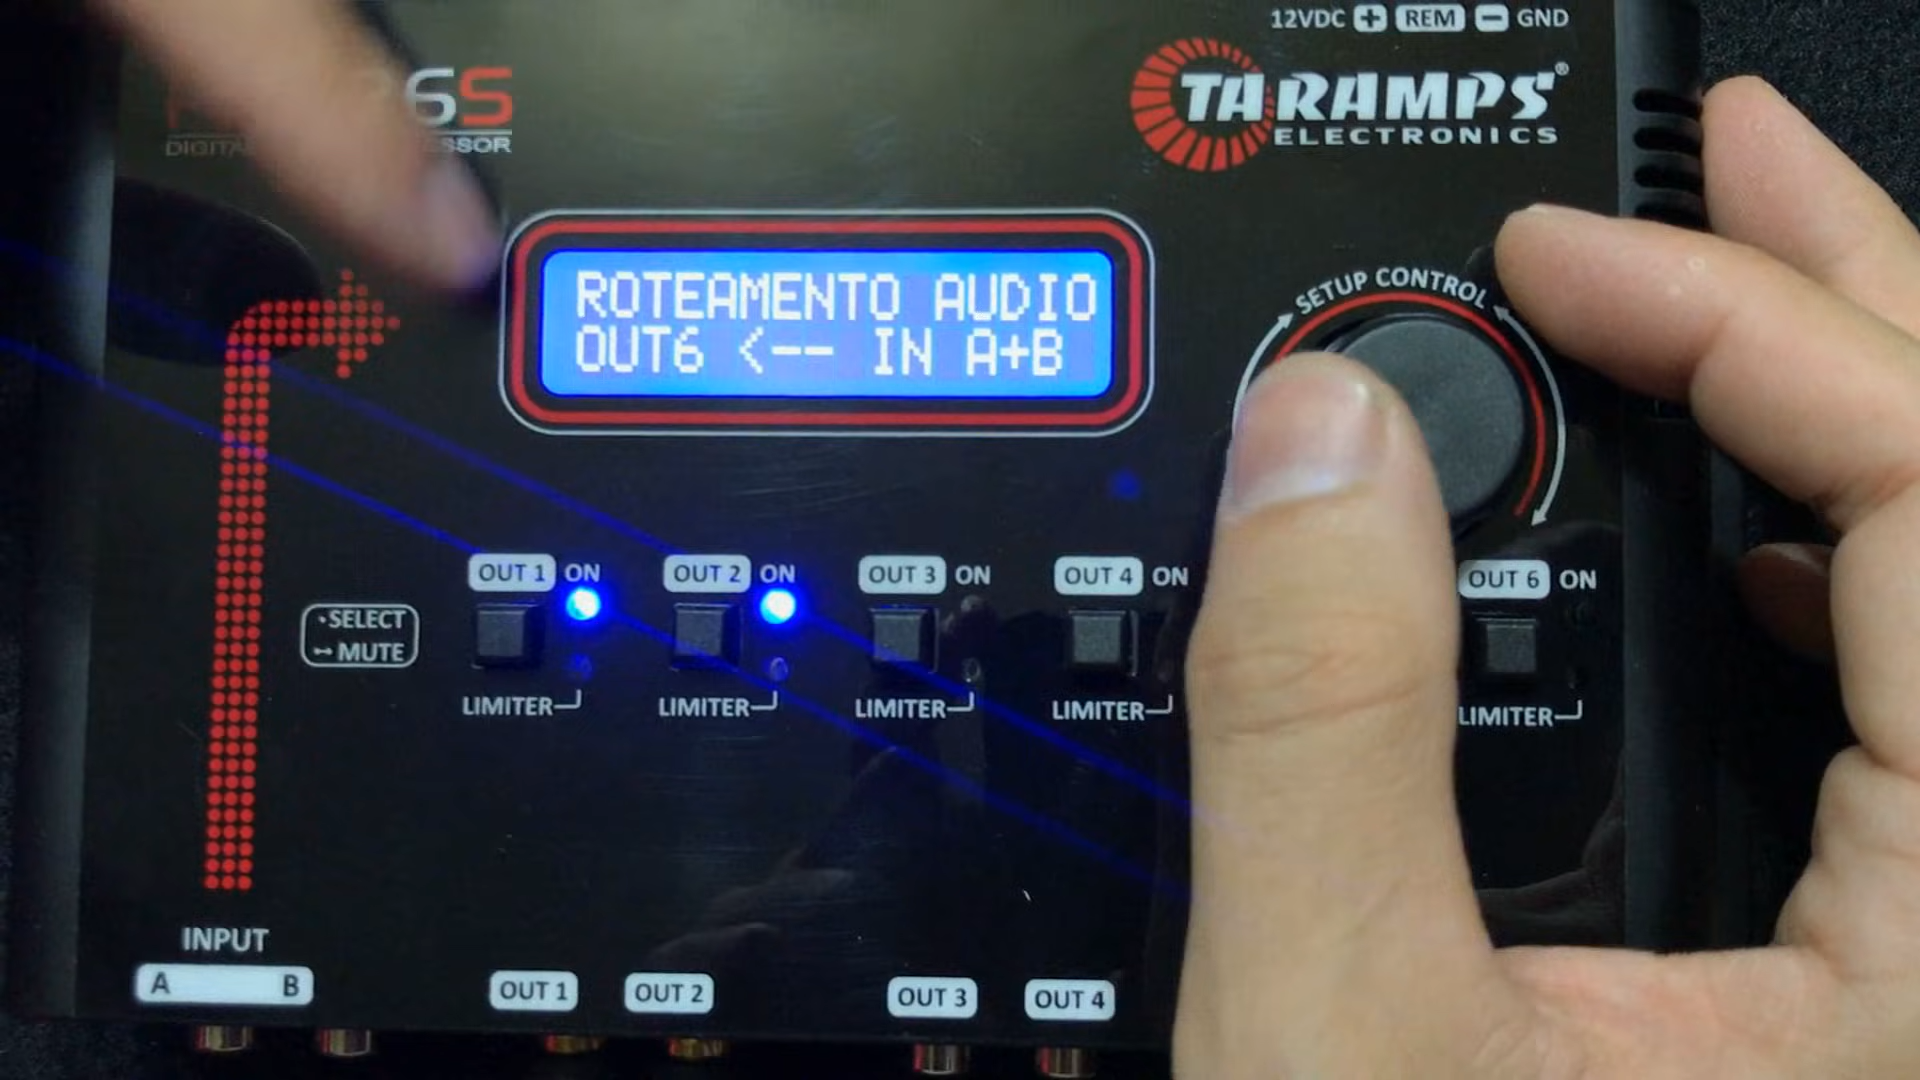 12VDC + REM - GND
6S
TARAMPS®
ELECTRONICS
ROTEAMENTO AUDIO
OUT6 <-- IN A+B
SETUP CONTROL
OUT 1 ON
OUT 2 ON
OUT 3 ON
OUT 4 ON
OUT 6 ON
SELECT
MUTE
LIMITER
LIMITER
LIMITER
LIMITER
LIMITER
INPUT
A B
OUT 1
OUT 2
OUT 3
OUT 4